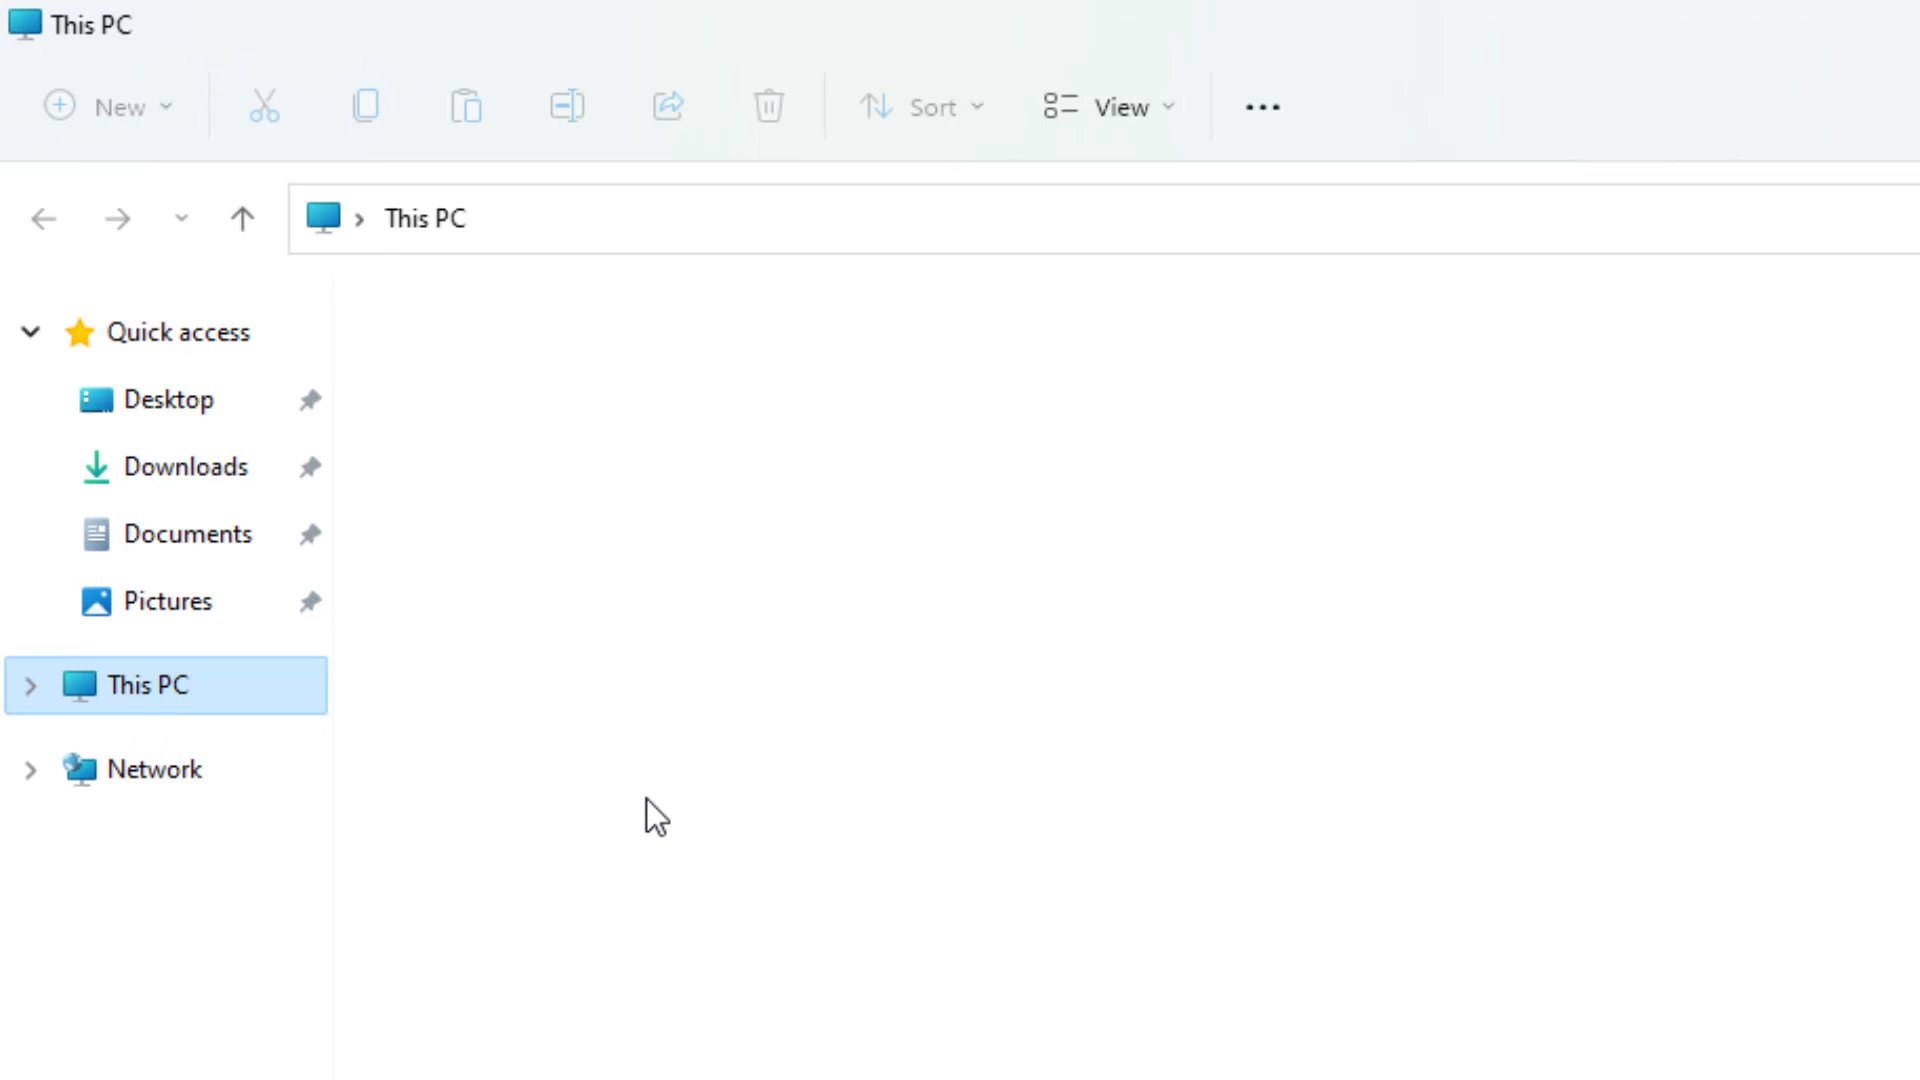 This PC
New
Sort
View
This PC
Quick access
Desktop
Downloads
Documents
Pictures
This PC
Network